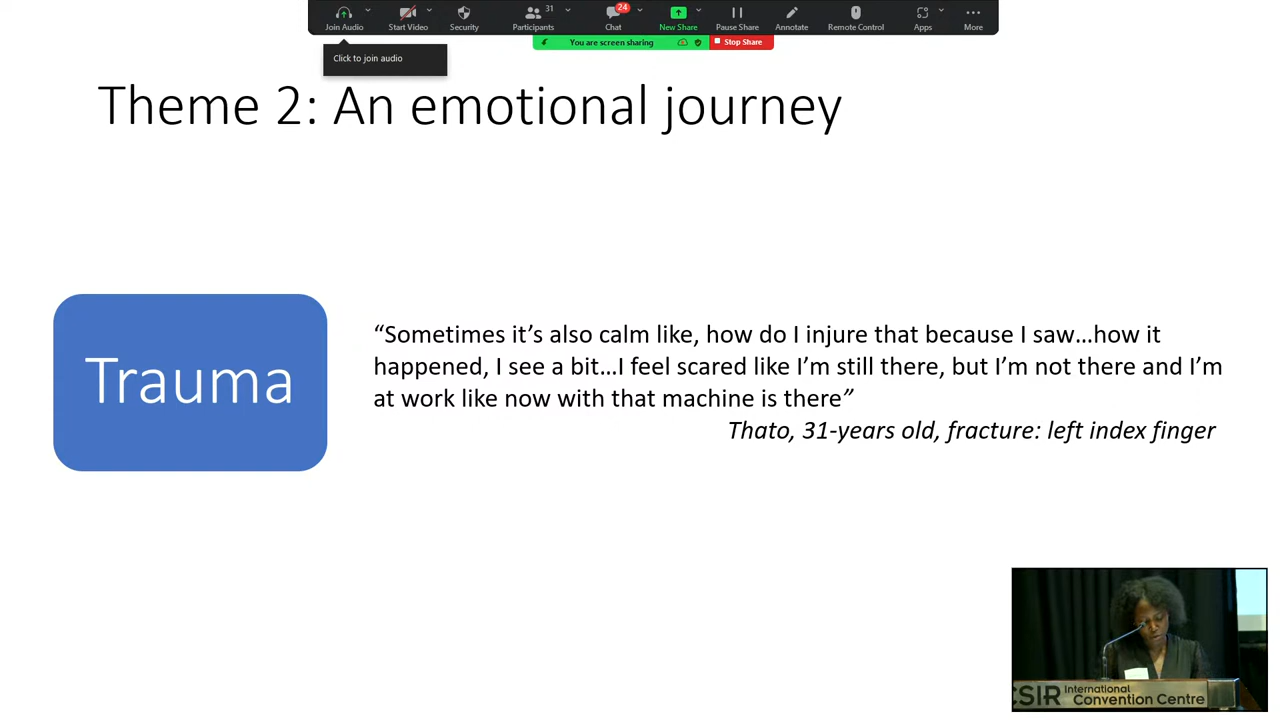 Join Audio
Start Video
Security
Participants
31
Chat
24
New Share
Pause Share
Annotate
Remote Control
Apps
More
You are screen sharing
Stop Share
Click to join audio
Theme 2: An emotional journey
Trauma
“Sometimes it’s also calm like, how do I injure that because I saw…how it
happened, I see a bit…I feel scared like I’m still there, but I’m not there and I’m
at work like now with that machine is there”
Thato, 31-years old, fracture: left index finger
CSIR International
Convention Centre